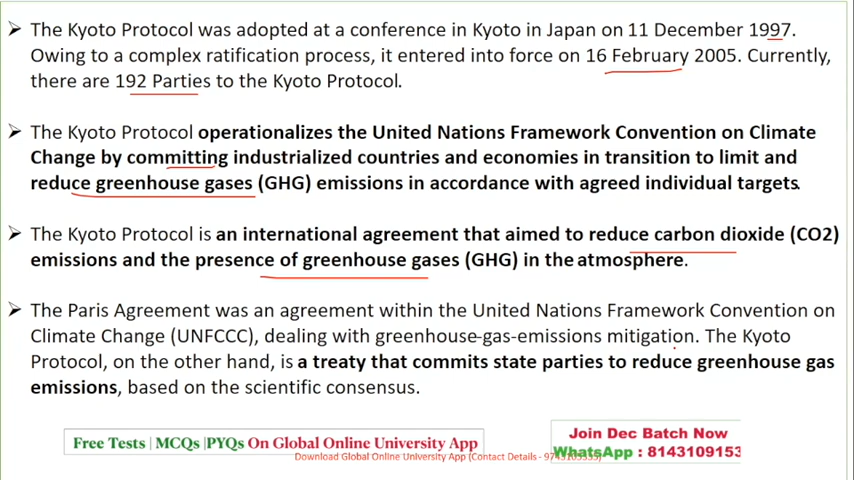 ➢ The Kyoto Protocol was adopted at a conference in Kyoto in Japan on 11 December 1997.
Owing to a complex ratification process, it entered into force on 16 February 2005. Currently,
there are 192 Parties to the Kyoto Protocol.
➢ The Kyoto Protocol operationalizes the United Nations Framework Convention on Climate
Change by committing industrialized countries and economies in transition to limit and
reduce greenhouse gases (GHG) emissions in accordance with agreed individual targets.
➢ The Kyoto Protocol is an international agreement that aimed to reduce carbon dioxide (CO2)
emissions and the presence of greenhouse gases (GHG) in the atmosphere.
➢ The Paris Agreement was an agreement within the United Nations Framework Convention on
Climate Change (UNFCCC), dealing with greenhouse-gas-emissions mitigation. The Kyoto
Protocol, on the other hand, is a treaty that commits state parties to reduce greenhouse gas
emissions, based on the scientific consensus.
Free Tests | MCQs |PYQs On Global Online University App
Join Dec Batch Now
WhatsApp : 8143109153
Download Global Online University App (Contact Details -